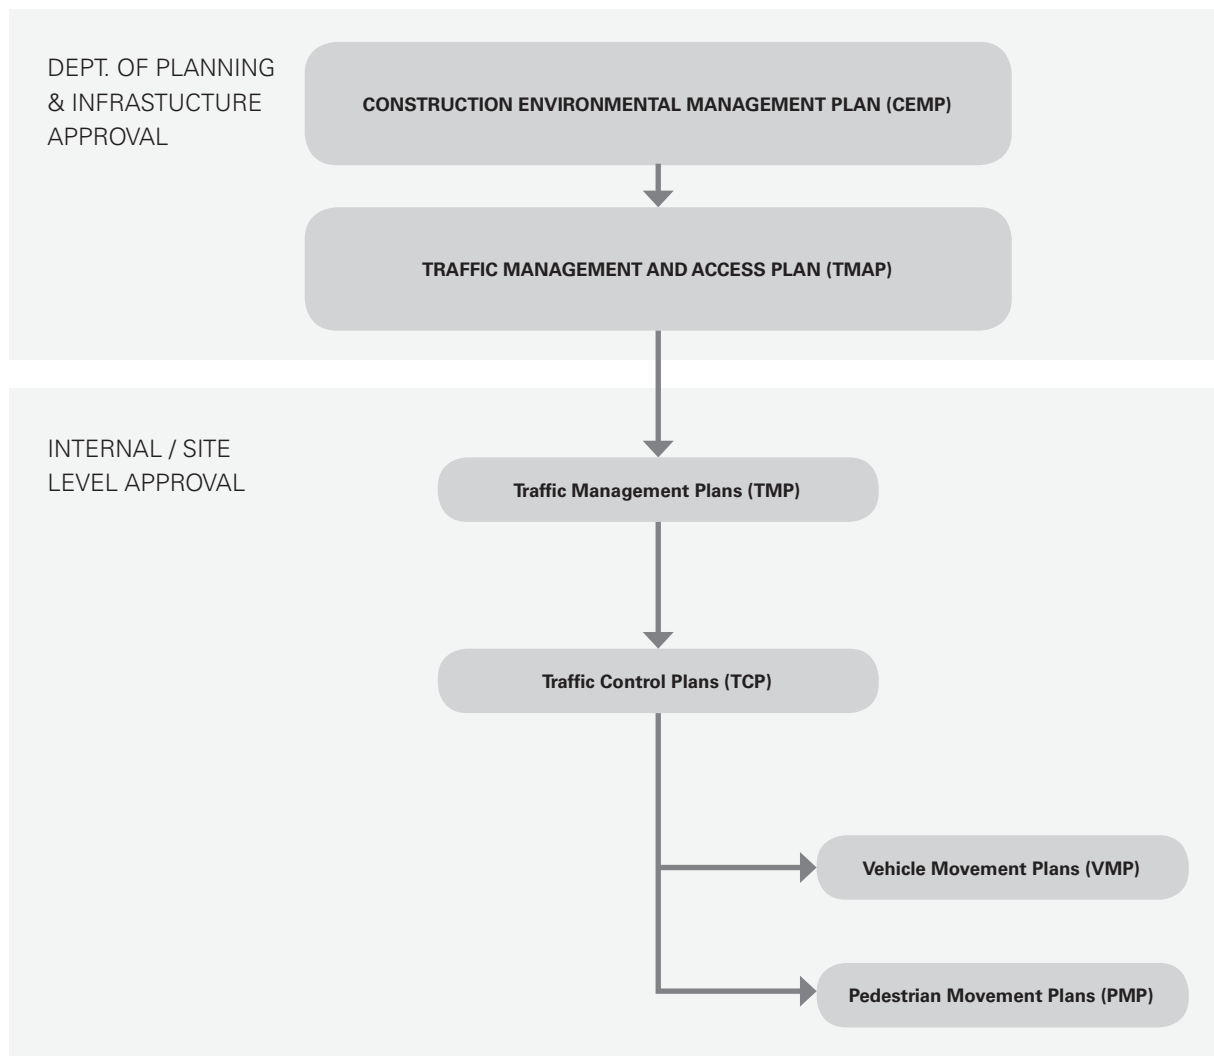 DEPT. OF PLANNING
& INFRASTUCTURE
APPROVAL
CONSTRUCTION ENVIRONMENTAL MANAGEMENT PLAN (CEMP)
TRAFFIC MANAGEMENT AND ACCESS PLAN (TMAP)
INTERNAL / SITE
LEVEL APPROVAL
Traffic Management Plans (TMP)
Traffic Control Plans (TCP)
Vehicle Movement Plans (VMP)
Pedestrian Movement Plans (PMP)